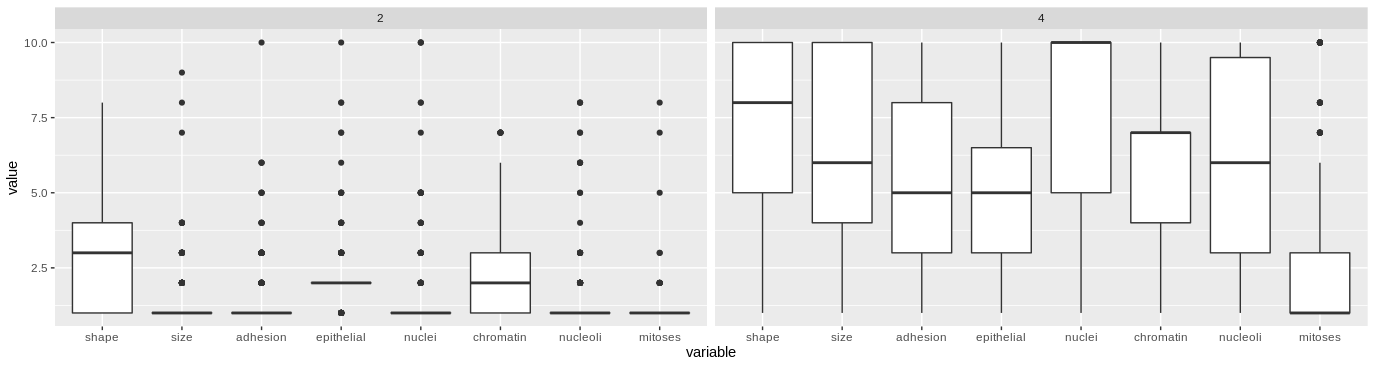 2 4
value
10.0
7.5
5.0
2.5
shape size adhesion epithelial nuclei chromatin nucleoli mitoses shape size adhesion epithelial nuclei chromatin nucleoli mitoses
variable